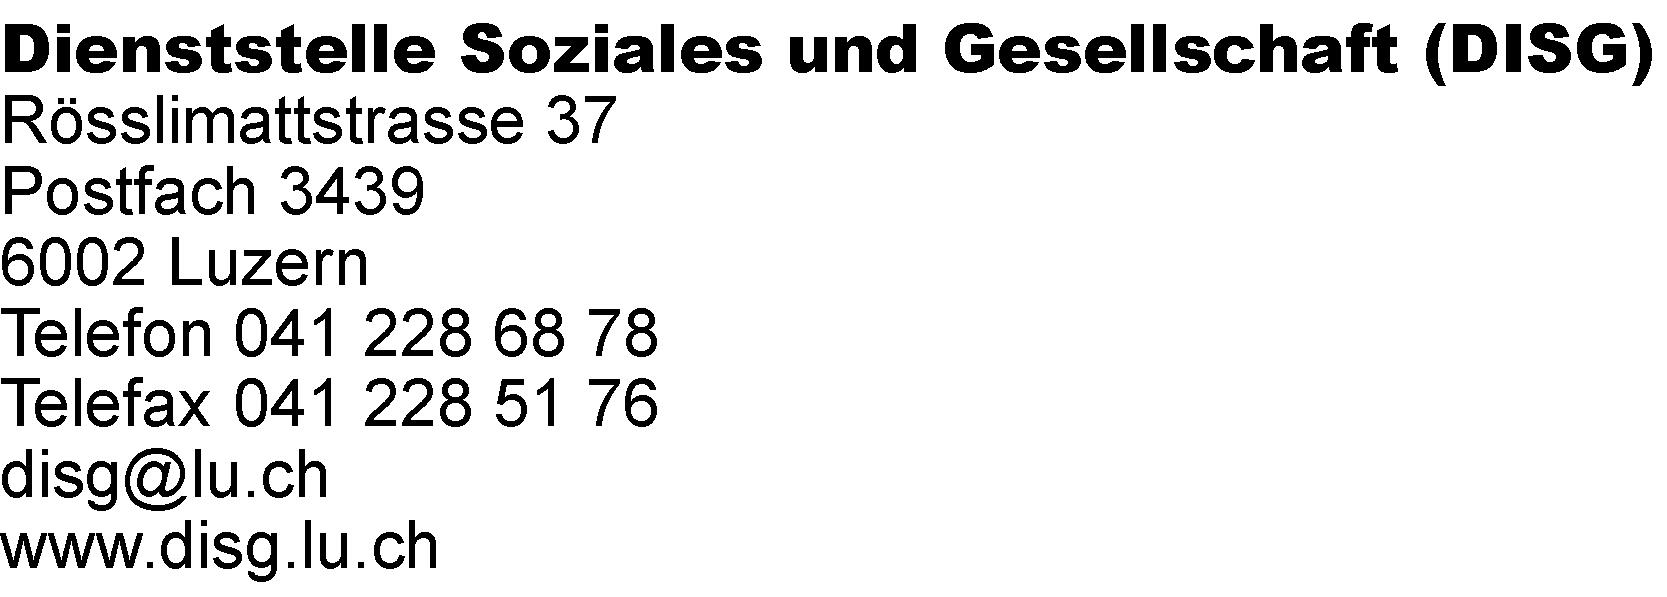 Dienststelle Soziales und Gesellschaft (DISG)
Rösslimattstrasse 37
Postfach 3439
6002 Luzern
Telefon 041 228 68 78
Telefax 041 228 51 76
disg@lu.ch
www.disg.lu.ch